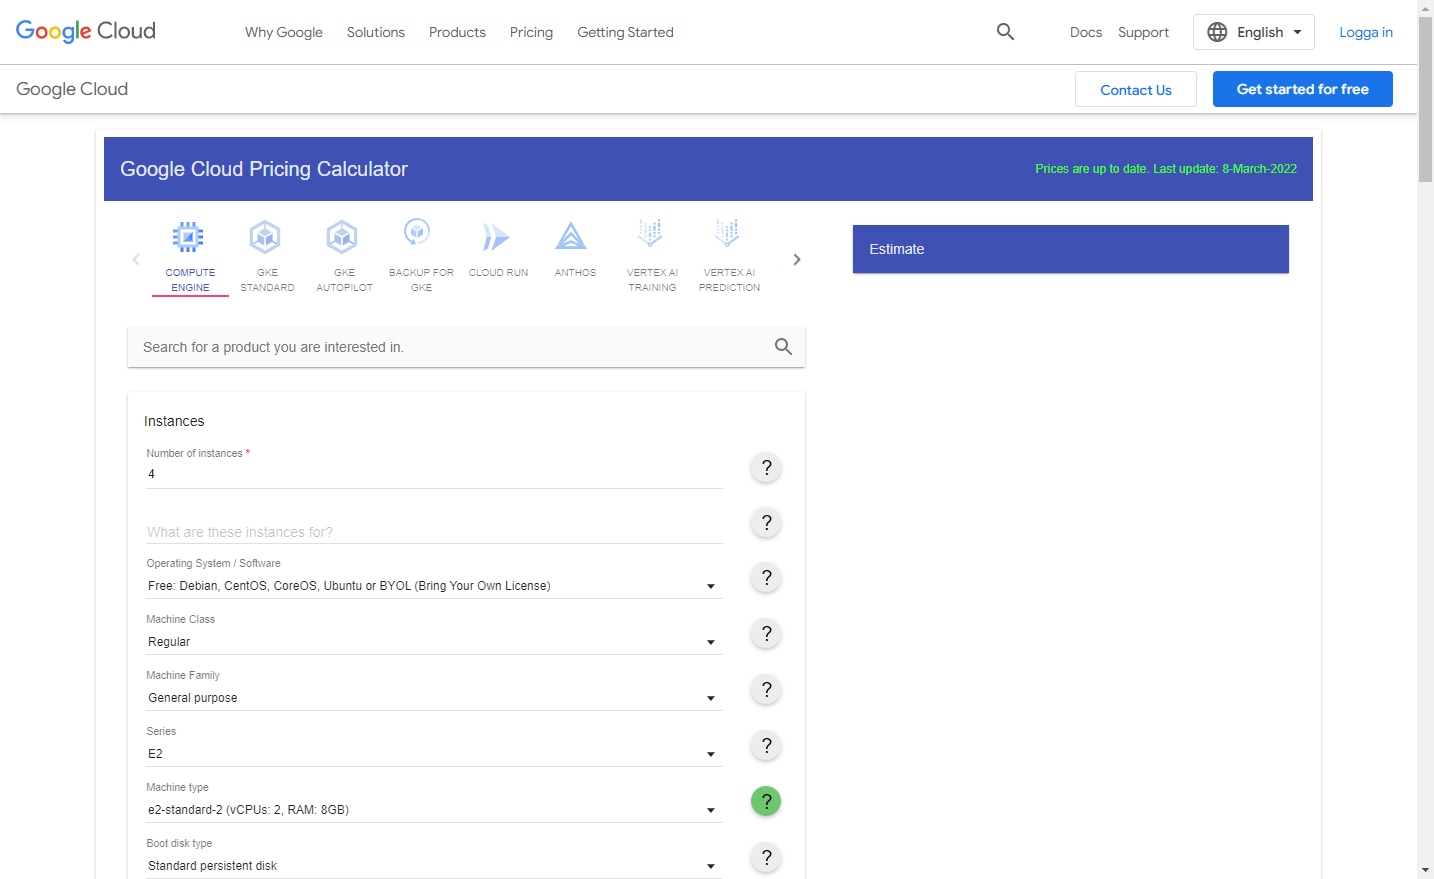 Google Cloud
Why Google
Solutions
Products
Pricing
Getting Started
Docs
Support
English
Logga in
Google Cloud
Contact Us
Get started for free
Google Cloud Pricing Calculator
Prices are up to date. Last update: 8-March-2022
COMPUTE
ENGINE
GKE
STANDARD
GKE
AUTOPILOT
BACKUP FOR
GKE
CLOUD RUN
ANTHOS
VERTEX AI
TRAINING
VERTEX AI
PREDICTION
Estimate
Search for a product you are interested in.
Instances
Number of instances *
4
?
What are these instances for?
?
Operating System / Software
Free: Debian, CentOS, CoreOS, Ubuntu or BYOL (Bring Your Own License)
?
Machine Class
Regular
?
Machine Family
General purpose
?
Series
E2
?
Machine type
e2-standard-2 (vCPUs: 2, RAM: 8GB)
?
Boot disk type
Standard persistent disk
?